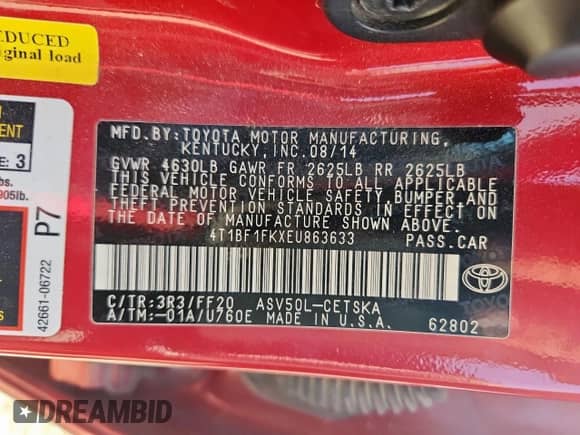 REDUCED
original load
3
905lb.
P7
42661-06722
MFD.BY:TOYOTA MOTOR MANUFACTURING,
KENTUCKY,INC.08/14
GVWR 4630LB GAWR FR 2625LB RR 2625LB
THIS VEHICLE CONFORMS TO ALL APPLICABLE
FEDERAL MOTOR VEHICLE SAFETY,BUMPER AND
THEFT PREVENTION STANDARDS IN EFFECT ON
THE DATE OF MANUFACTURE SHOWN ABOVE.
4T1BF1FKXEU863633 PASS.CAR
C/TR:3R3/FF20 ASV50L-CETSKA
A/TM:-01A/U760E MADE IN U.S.A.
62802
TOYOTA
DREAMBID